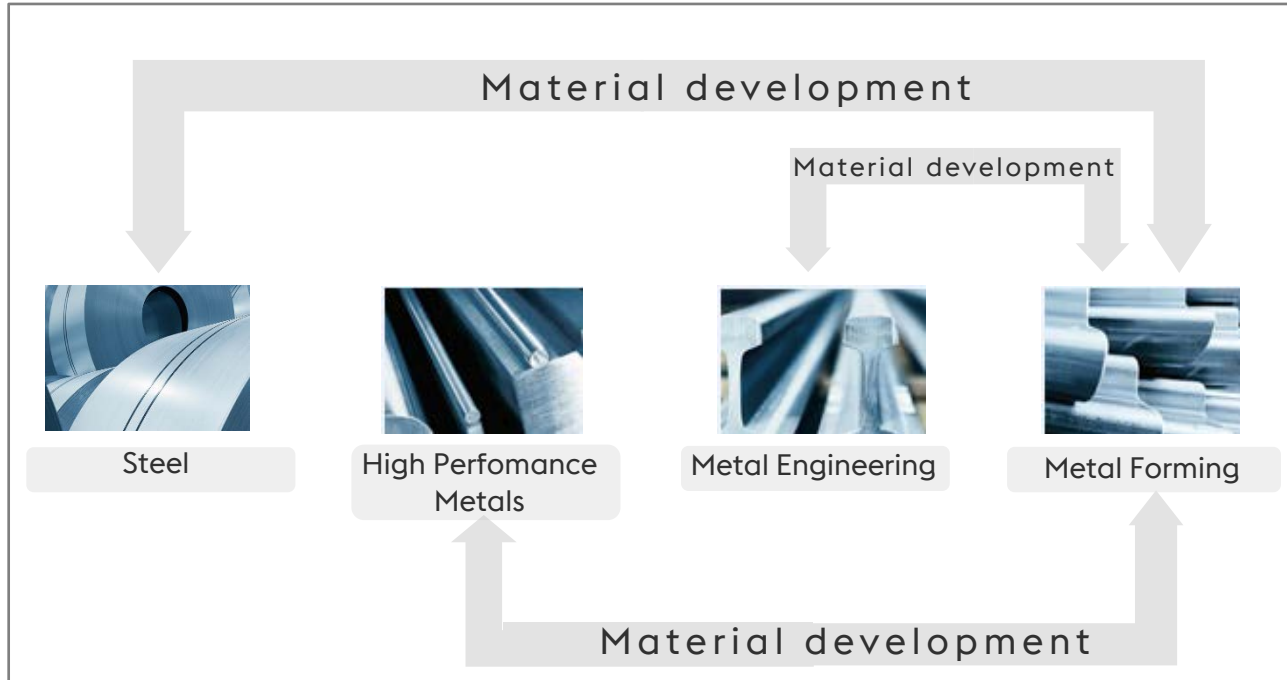 Material development
Material development
Steel
High Perfomance
Metals
Metal Engineering
Metal Forming
Material development